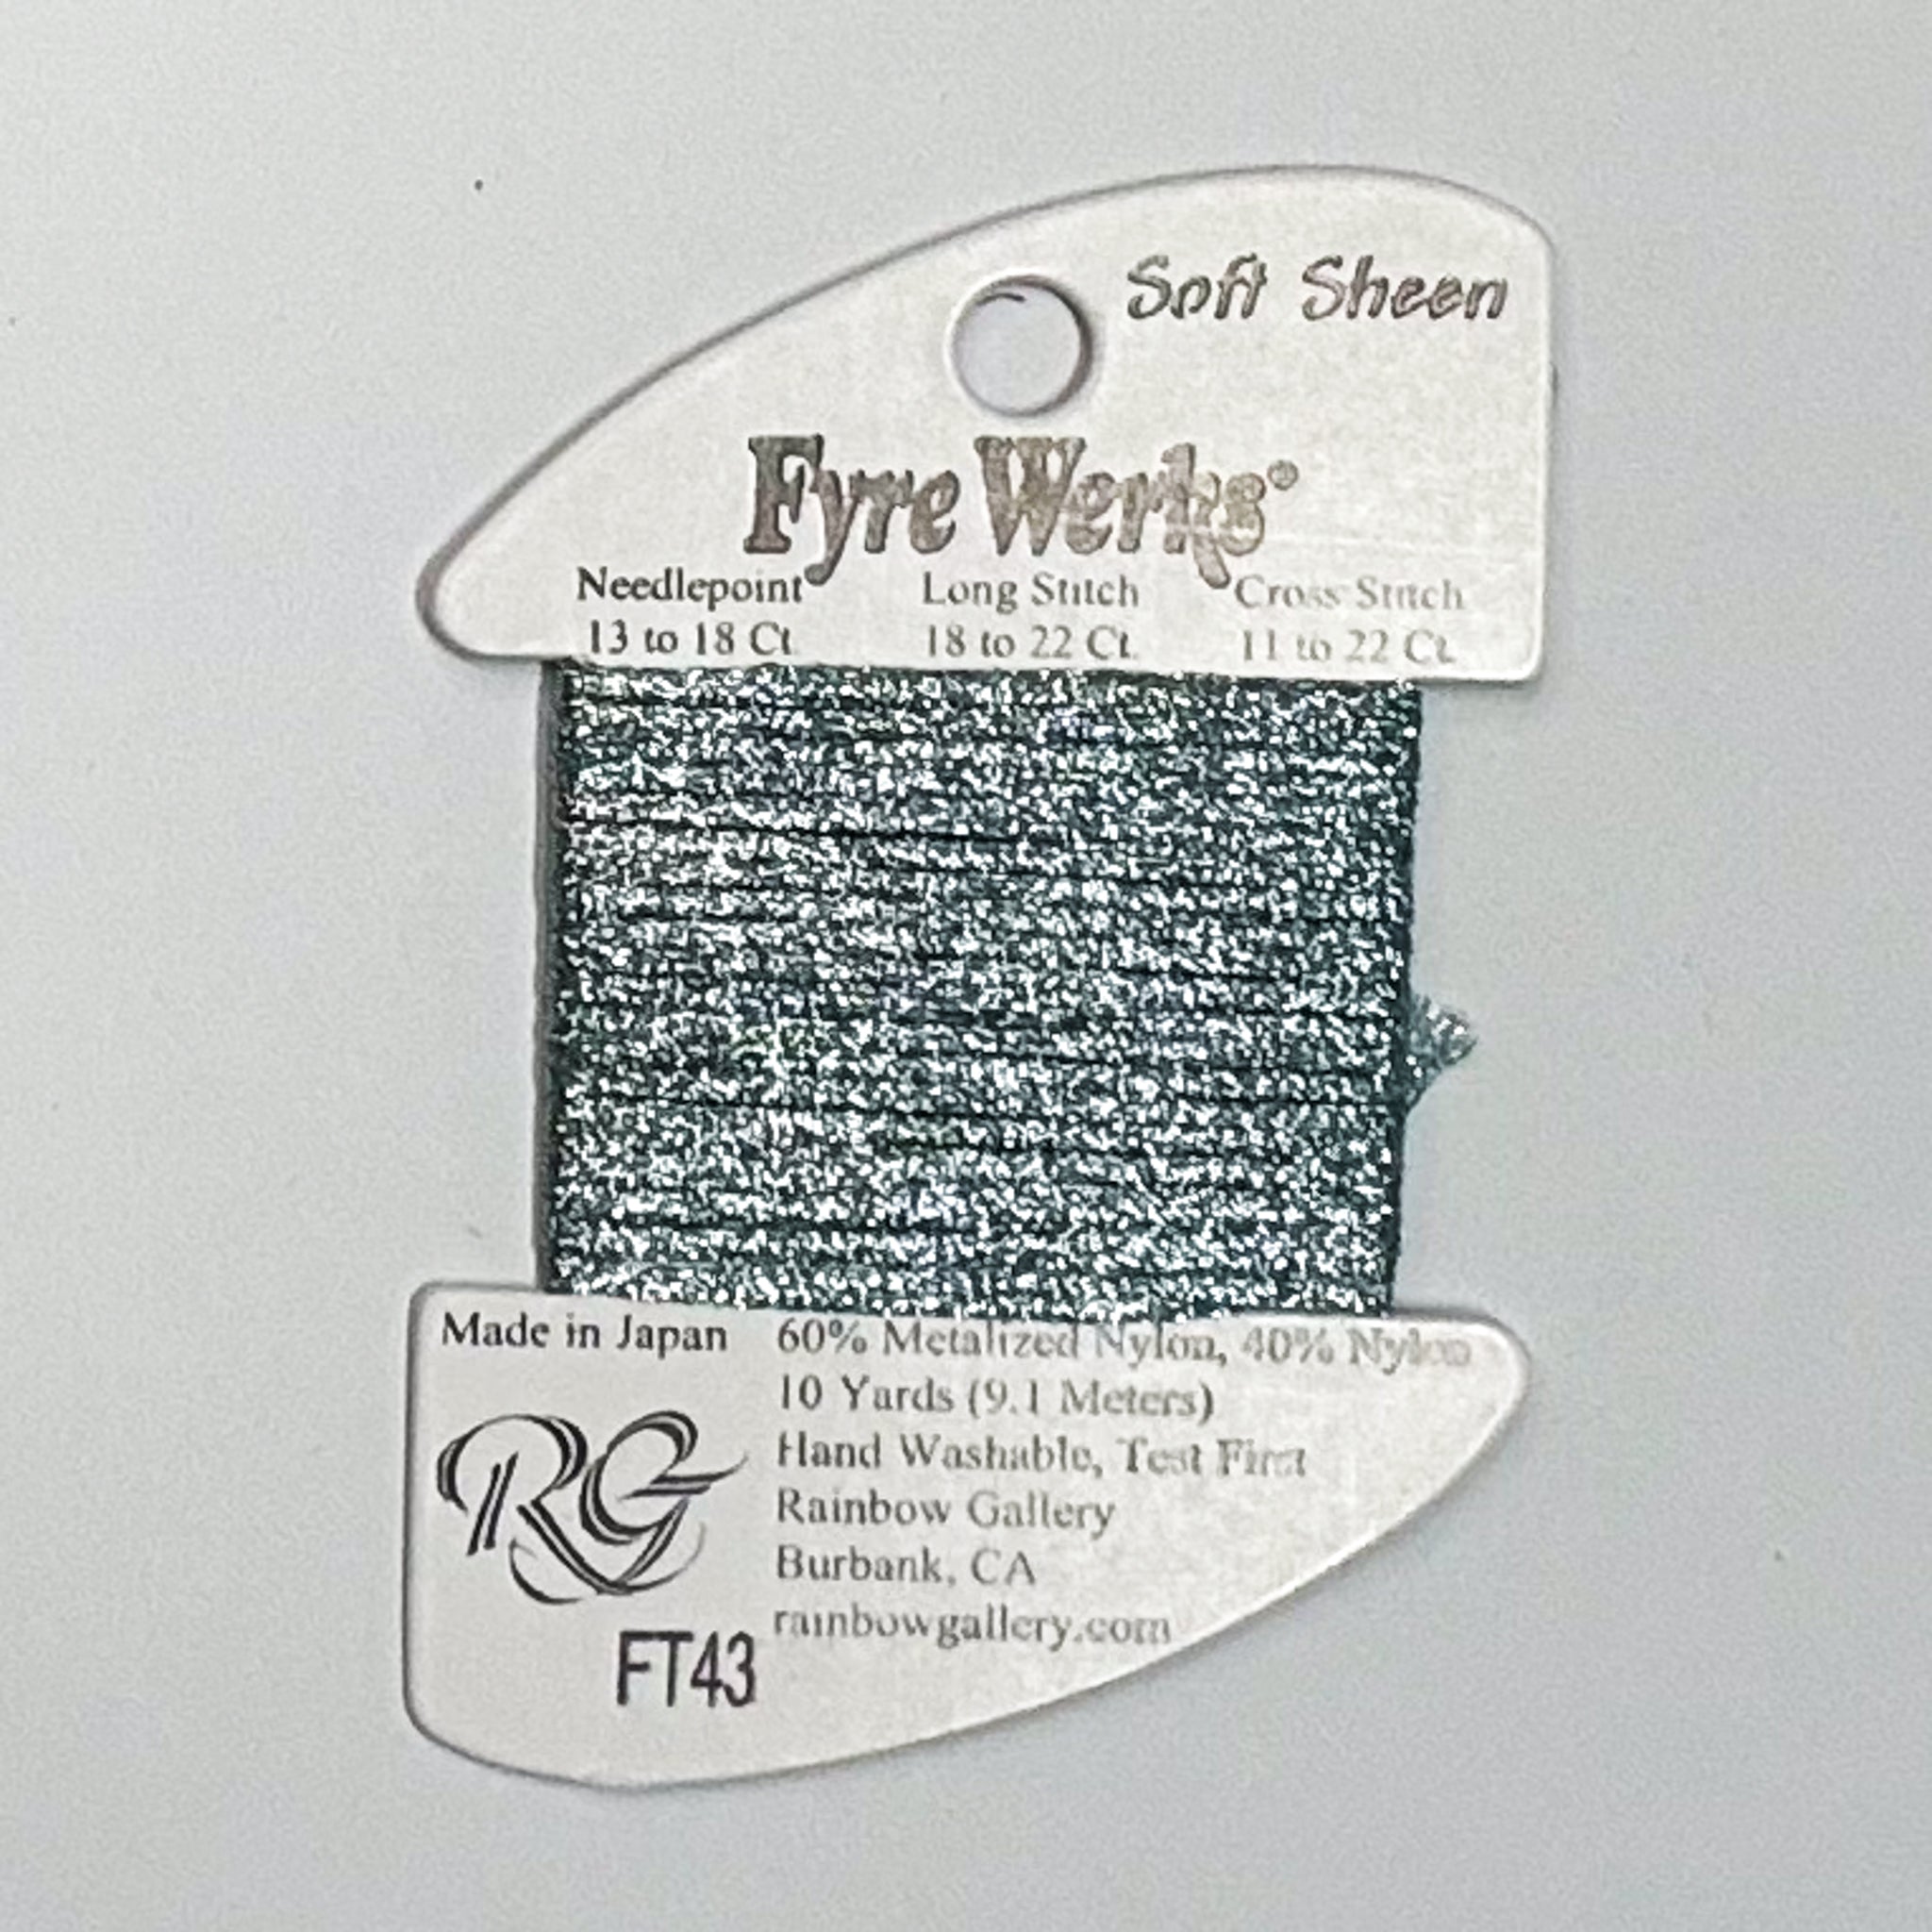 Soft Sheen
Fyre Werks®
Needlepoint Long Stitch Cross Stitch
13 to 18 Ct. 18 to 22 Ct. 11 to 22 Ct.
Made in Japan
60% Metalized Nylon, 40% Nylon
10 Yards (9.1 Meters)
Hand Washable, Test First
Rainbow Gallery
Burbank, CA
rainbowgallery.com
RG
FT43